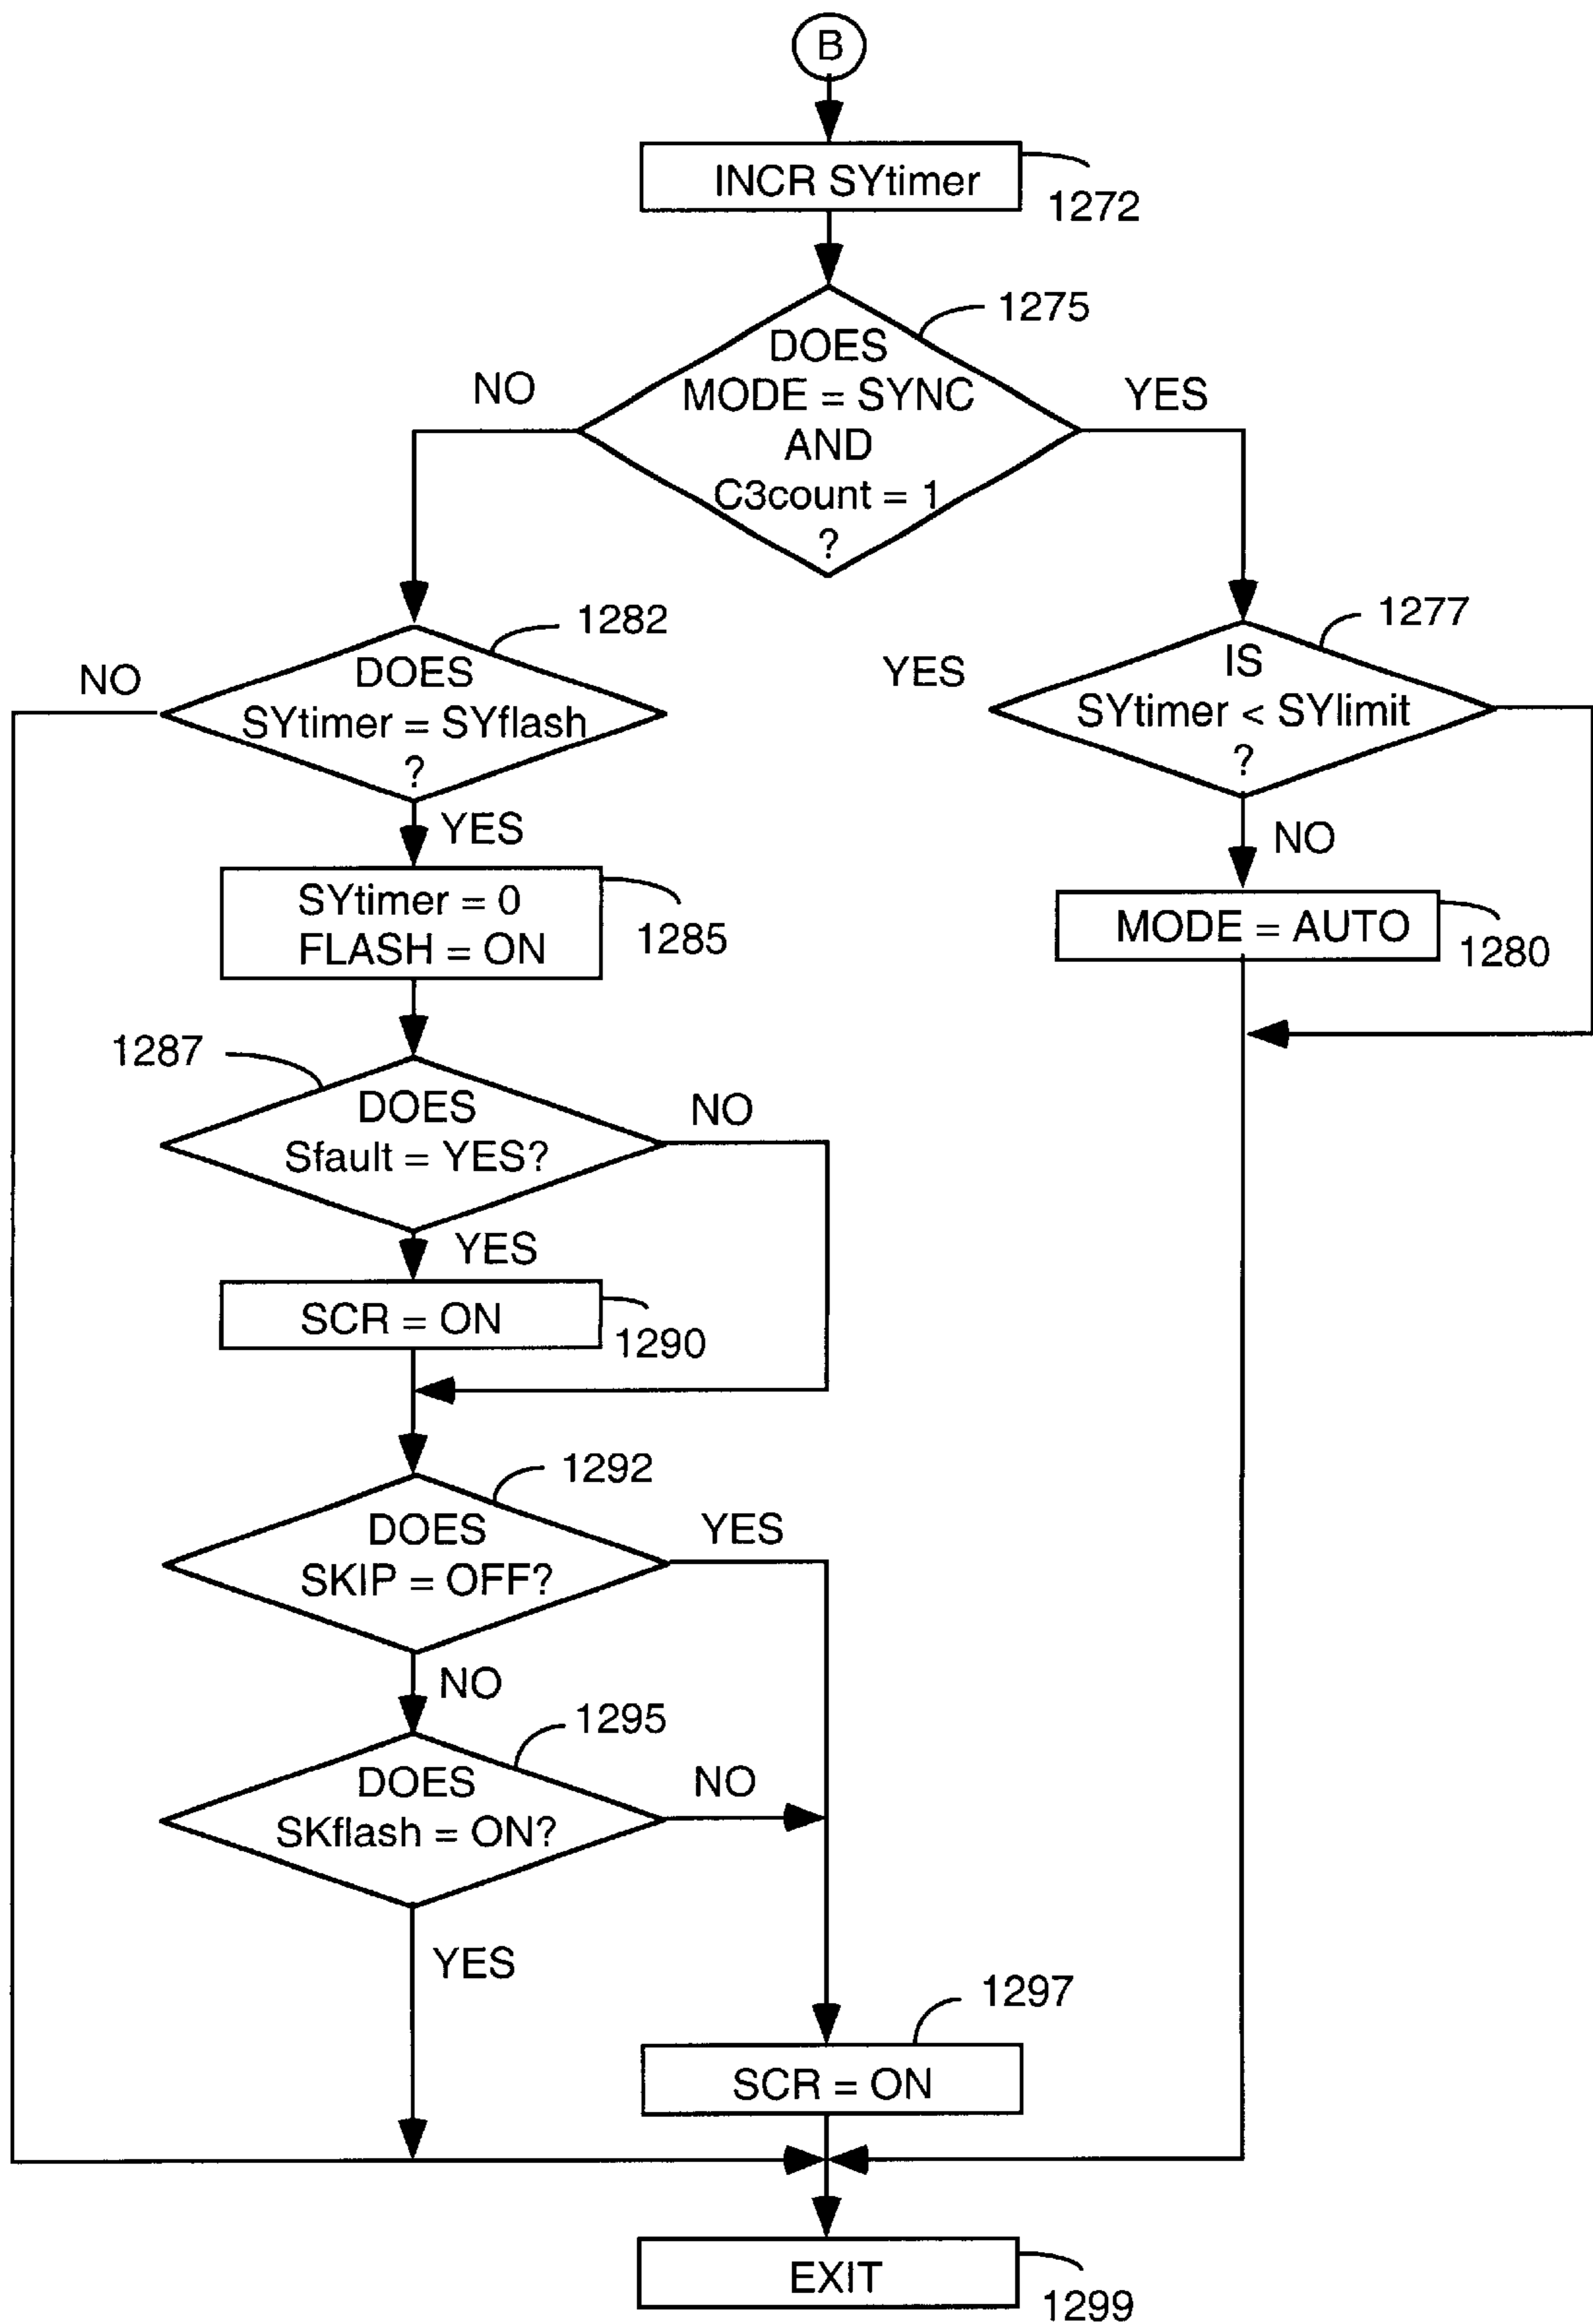 B
INCR SYtimer
1272
1275
DOES
MODE = SYNC
AND
C3count = 1
?
NO
YES
1282
DOES
SYtimer = SYflash
?
NO
YES
1277
IS
SYtimer < SYlimit
?
YES
NO
SYtimer = 0
FLASH = ON
1285
MODE = AUTO
1280
1287
DOES
Sfault = YES?
NO
YES
SCR = ON
1290
1292
DOES
SKIP = OFF?
YES
NO
1295
DOES
SKflash = ON?
NO
YES
1297
SCR = ON
EXIT
1299